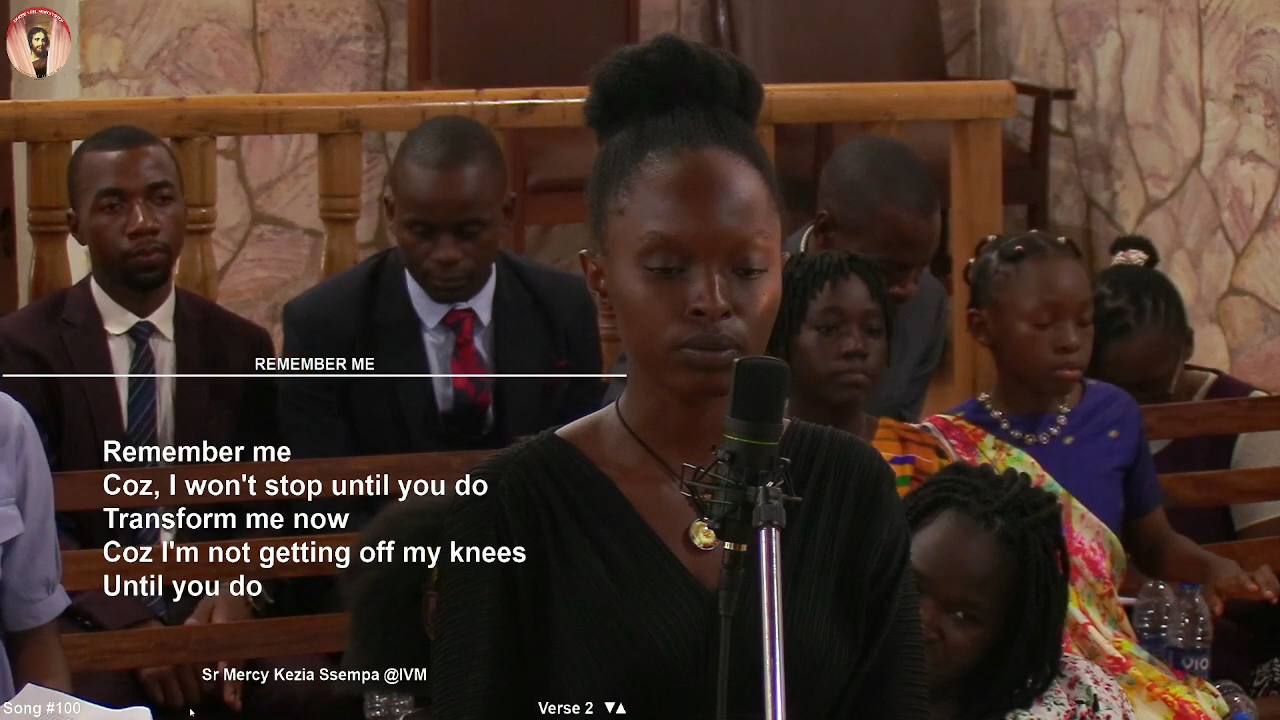 REMEMBER ME
Remember me
Coz, I won't stop until you do
Transform me now
Coz I'm not getting off my knees
Until you do
Sr Mercy Kezia Ssempa @IVM
Song #100
Verse 2 ▼▲